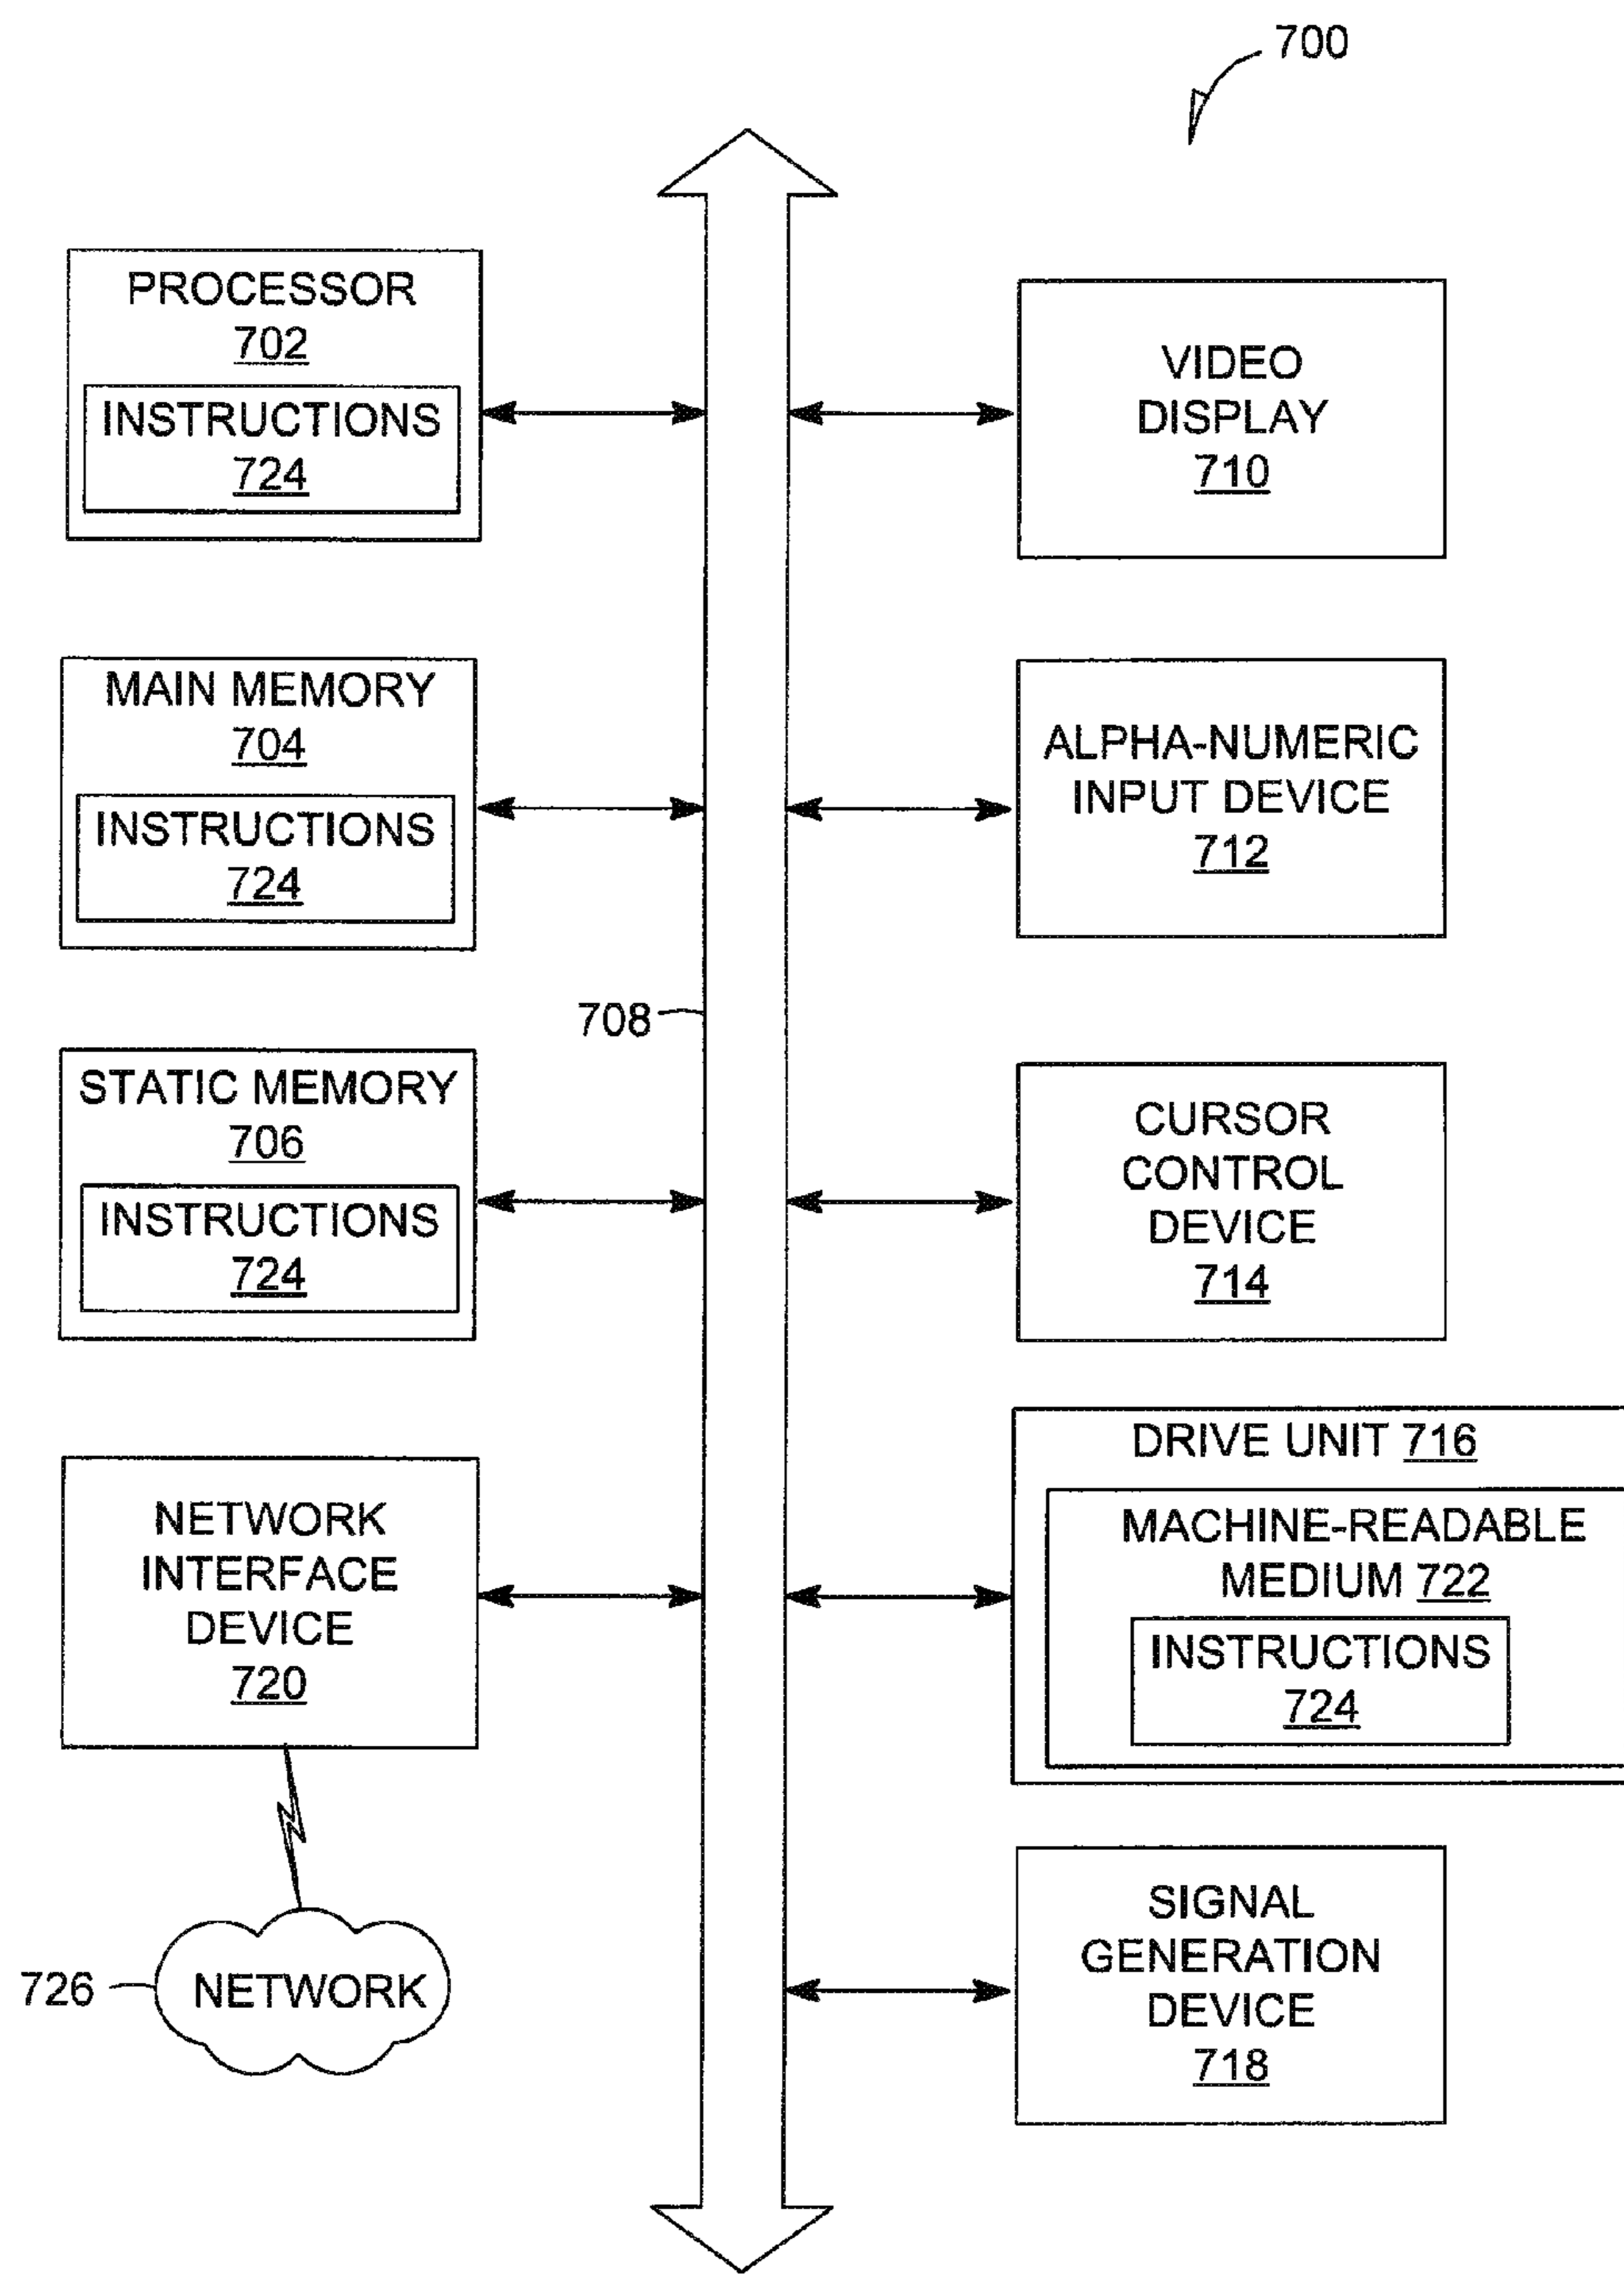 700
PROCESSOR
702
INSTRUCTIONS
724
VIDEO
DISPLAY
710
MAIN MEMORY
704
INSTRUCTIONS
724
ALPHA-NUMERIC
INPUT DEVICE
712
708
STATIC MEMORY
706
INSTRUCTIONS
724
CURSOR
CONTROL
DEVICE
714
NETWORK
INTERFACE
DEVICE
720
DRIVE UNIT 716
MACHINE-READABLE
MEDIUM 722
INSTRUCTIONS
724
726
NETWORK
SIGNAL
GENERATION
DEVICE
718